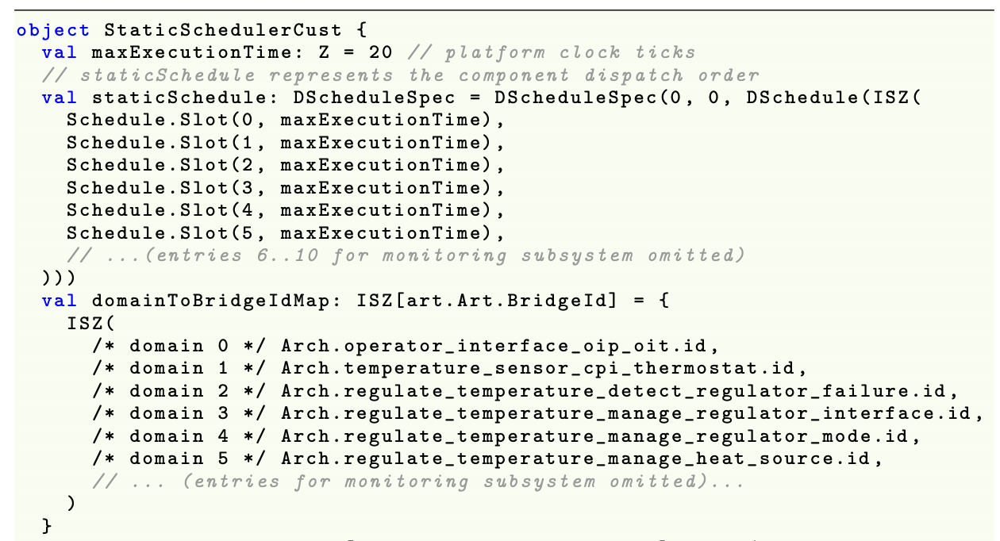 object StaticSchedulerCust {
  val maxExecutionTime: Z = 20 // platform clock ticks
  // staticSchedule represents the component dispatch order
  val staticSchedule: DScheduleSpec = DScheduleSpec(0, 0, DSchedule(ISZ(
    Schedule.Slot(0, maxExecutionTime),
    Schedule.Slot(1, maxExecutionTime),
    Schedule.Slot(2, maxExecutionTime),
    Schedule.Slot(3, maxExecutionTime),
    Schedule.Slot(4, maxExecutionTime),
    Schedule.Slot(5, maxExecutionTime),
    // ...(entries 6..10 for monitoring subsystem omitted)
  )))
  val domainToBridgeIdMap: ISZ[art.Art.BridgeId] = {
    ISZ(
      /* domain 0 */ Arch.operator_interface_oip_oit.id,
      /* domain 1 */ Arch.temperature_sensor_cpi_thermostat.id,
      /* domain 2 */ Arch.regulate_temperature_detect_regulator_failure.id,
      /* domain 3 */ Arch.regulate_temperature_manage_regulator_interface.id,
      /* domain 4 */ Arch.regulate_temperature_manage_regulator_mode.id,
      /* domain 5 */ Arch.regulate_temperature_manage_heat_source.id,
      // ... (entries for monitoring subsystem omitted)...
    )
  }